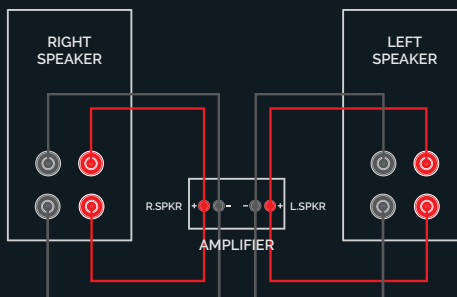 RIGHT
SPEAKER
LEFT
SPEAKER
R.SPKR + - - + L.SPKR
AMPLIFIER